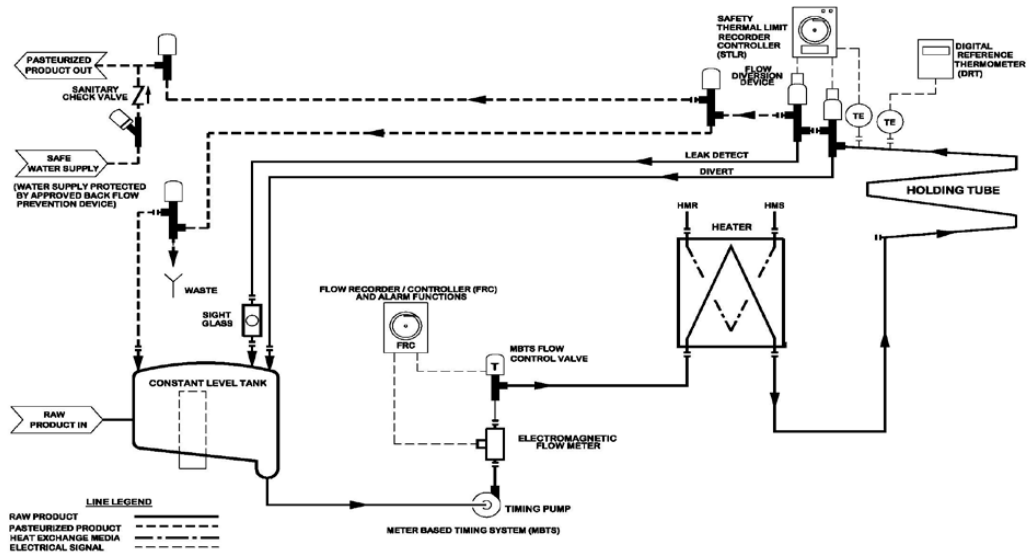 SAFETY
THERMAL LIMIT
RECORDER
CONTROLLER
(STLR)
FLOW
DIVERSION
DEVICE
DIGITAL
REFERENCE
THERMOMETER
(DRT)
PASTEURIZED
PRODUCT OUT
SANITARY
CHECK VALVE
SAFE
WATER SUPPLY
(WATER SUPPLY PROTECTED
BY APPROVED BACK FLOW
PREVENTION DEVICE)
TE
TE
LEAK DETECT
DIVERT
HOLDING TUBE
HMR
HMS
HEATER
WASTE
SIGHT
GLASS
FLOW RECORDER / CONTROLLER (FRC)
AND ALARM FUNCTIONS
FRC
MBTS FLOW
CONTROL VALVE
T
CONSTANT LEVEL TANK
RAW
PRODUCT IN
ELECTROMAGNETIC
FLOW METER
TIMING PUMP
METER BASED TIMING SYSTEM (MBTS)
LINE LEGEND
RAW PRODUCT
PASTEURIZED PRODUCT
HEAT EXCHANGE MEDIA
ELECTRICAL SIGNAL